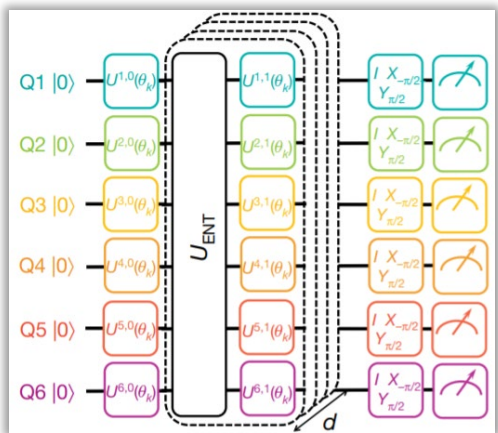 Q1 |0⟩ U^{1,0}(θ_k) U^{1,1}(θ_k) I X_{-π/2} Y_{π/2}
Q2 |0⟩ U^{2,0}(θ_k) U^{2,1}(θ_k) I X_{-π/2} Y_{π/2}
Q3 |0⟩ U^{3,0}(θ_k) U^{3,1}(θ_k) I X_{-π/2} Y_{π/2}
U_{ENT}
Q4 |0⟩ U^{4,0}(θ_k) U^{4,1}(θ_k) I X_{-π/2} Y_{π/2}
Q5 |0⟩ U^{5,0}(θ_k) U^{5,1}(θ_k) I X_{-π/2} Y_{π/2}
Q6 |0⟩ U^{6,0}(θ_k) U^{6,1}(θ_k) I X_{-π/2} Y_{π/2}
d